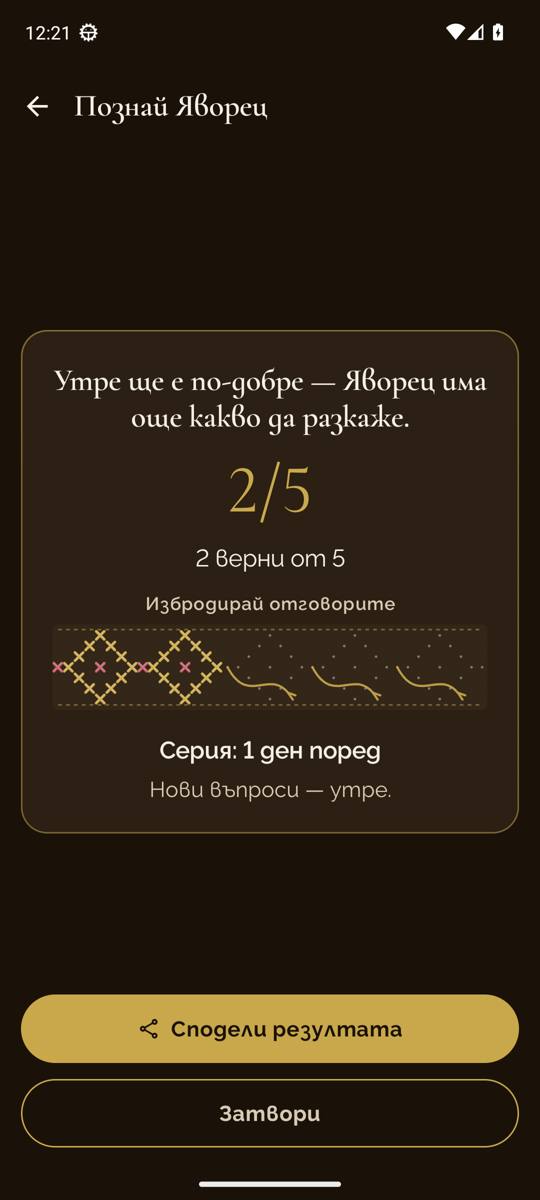 12:21
Познай Яворец
Утре ще е по-добре — Яворец има
още какво да разкаже.
2/5
2 верни от 5
Избродирай отговорите
Серия: 1 ден поред
Нови въпроси — утре.
Сподели резултата
Затвори